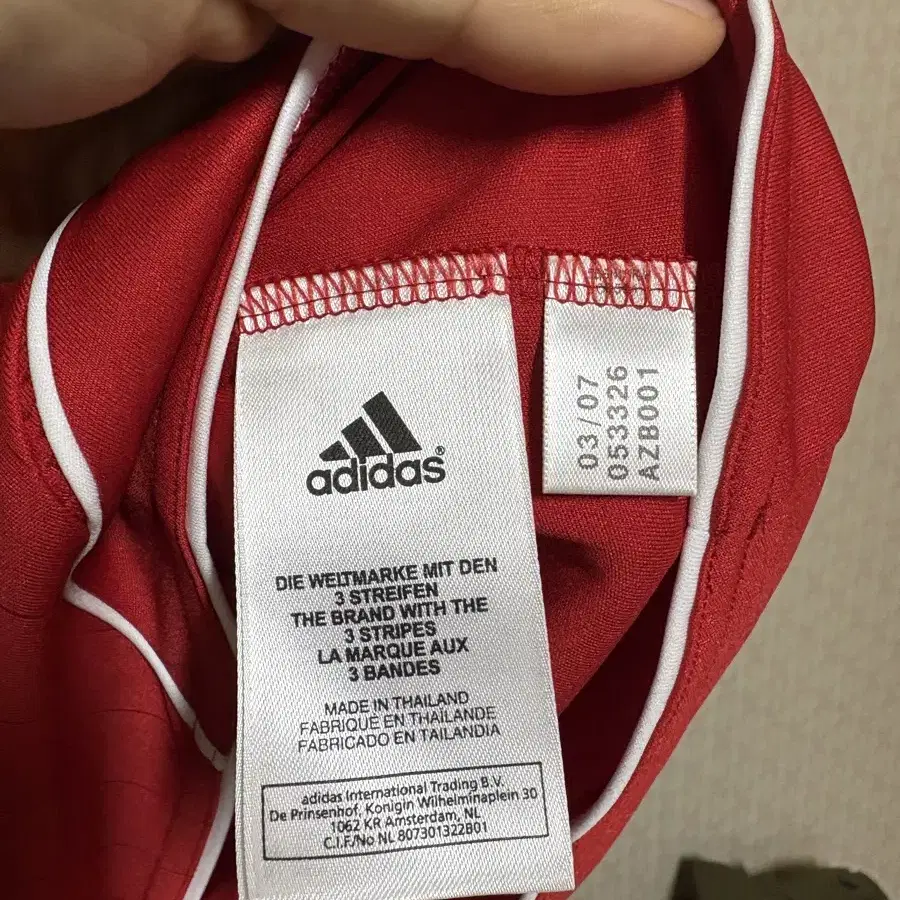 adidas®
DIE WELTMARKE MIT DEN
3 STREIFEN
THE BRAND WITH THE
3 STRIPES
LA MARQUE AUX
3 BANDES
MADE IN THAILAND
FABRIQUE EN THAILANDE
FABRICADO EN TAILANDIA
adidas International Trading B.V.
De Prinsenhof, Konigin Wilhelminaplein 30
1062 KR Amsterdam, NL
C.I.F./No NL 807301322B01
03/07
053326
AZB001